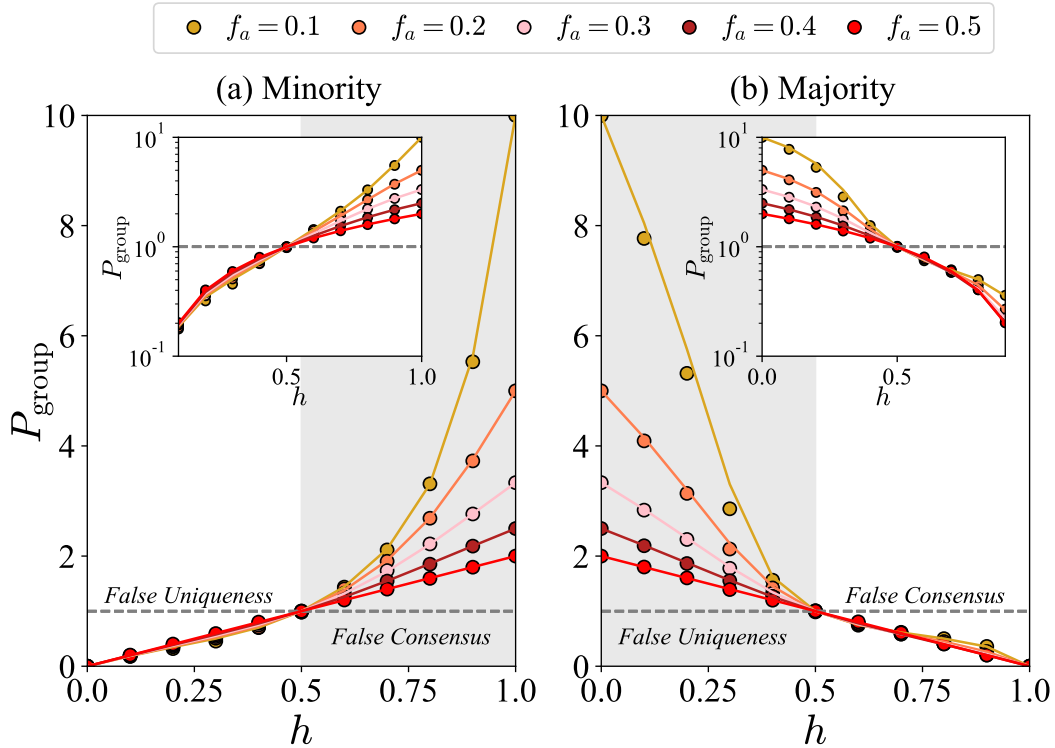 f_a = 0.1 f_a = 0.2 f_a = 0.3 f_a = 0.4 f_a = 0.5
(a) Minority
(b) Majority
10
8
6
4
2
0
P_group
0.0 0.25 0.5 0.75 1.0
h
False Uniqueness
False Consensus
10^1
10^0
10^-1
P_group
0.5 1.0
h
10
8
6
4
2
0
0.0 0.25 0.5 0.75 1.0
h
False Uniqueness
False Consensus
10^1
10^0
10^-1
P_group
0.0 0.5
h